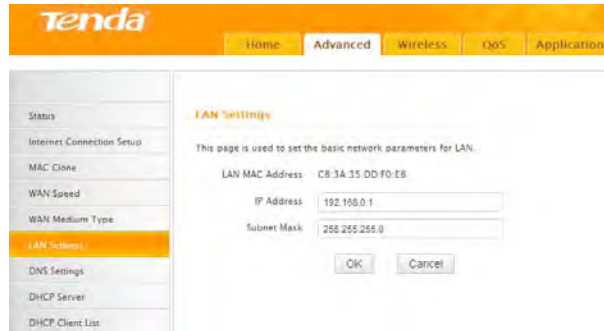 Tenda
Home Advanced Wireless QoS Application
Status
Internet Connection Setup
MAC Clone
WAN Speed
WAN Medium Type
LAN Settings
DNS Settings
DHCP Server
DHCP Client List
LAN Settings
This page is used to set the basic network parameters for LAN.
LAN MAC Address C8:3A:35:DD:F0:E8
IP Address 192.168.0.1
Subnet Mask 255.255.255.0
OK Cancel